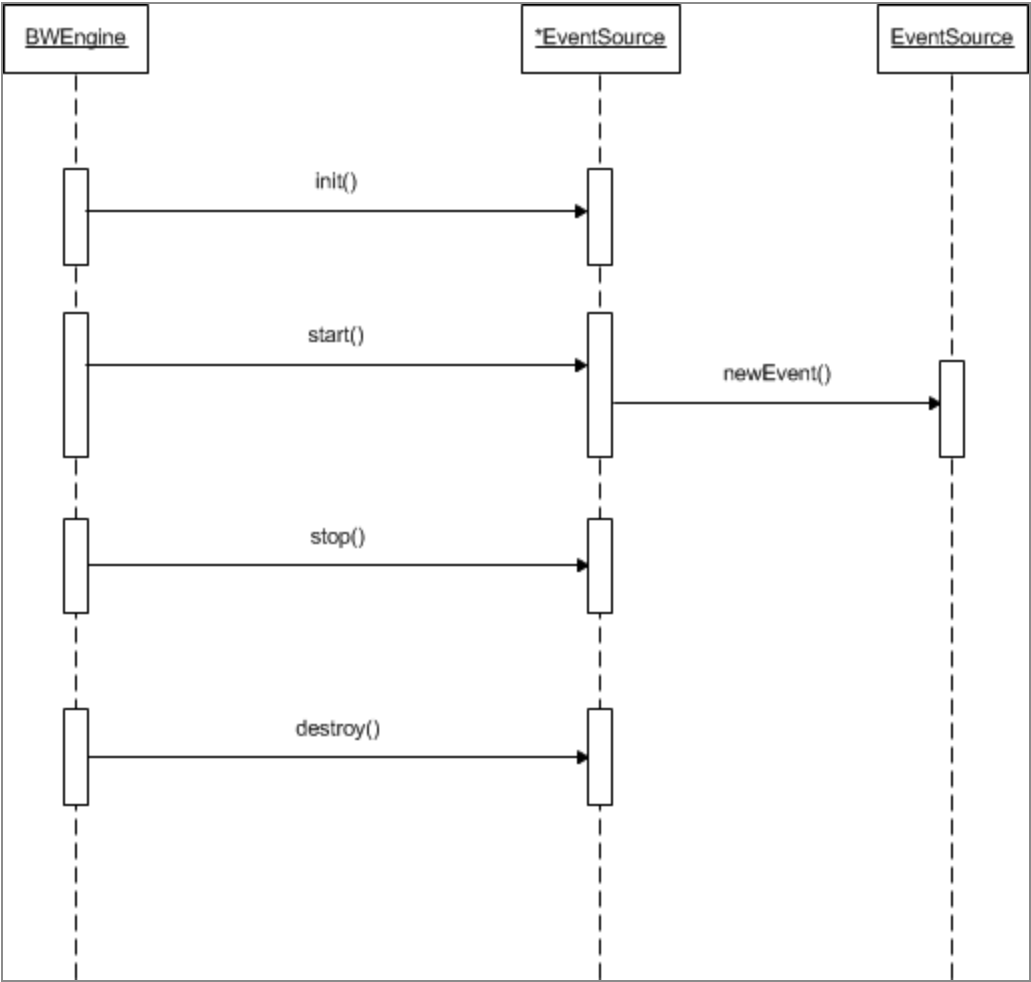 BWEngine
*EventSource
EventSource
init()
start()
newEvent()
stop()
destroy()